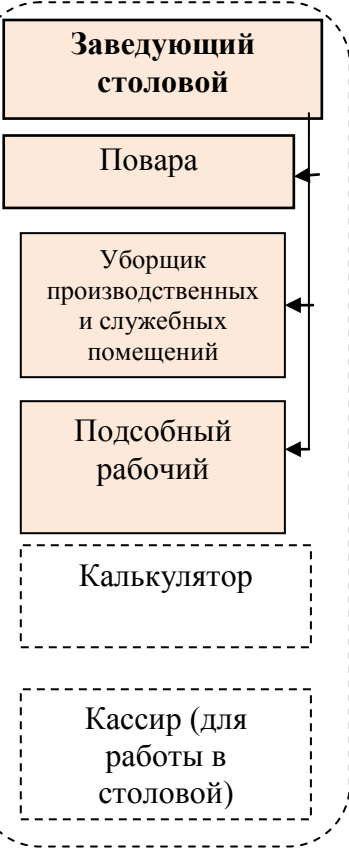 Заведующий
столовой
Повара
Уборщик
производственных
и служебных
помещений
Подсобный
рабочий
Калькулятор
Кассир (для
работы в
столовой)